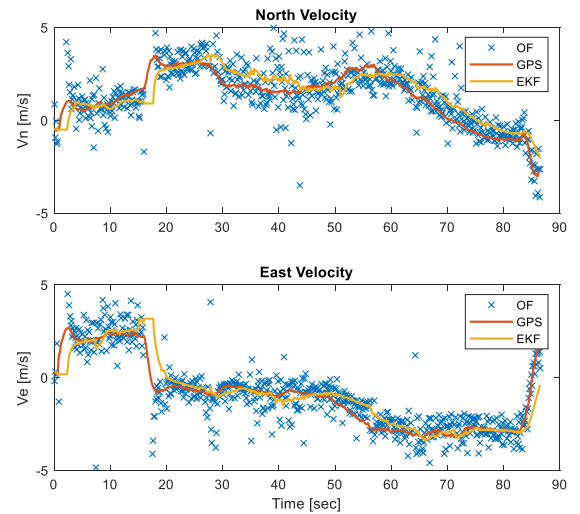 North Velocity
5
0
-5
Vn [m/s]
OF
GPS
EKF
0 10 20 30 40 50 60 70 80 90
East Velocity
5
0
-5
Ve [m/s]
OF
GPS
EKF
0 10 20 30 40 50 60 70 80 90
Time [sec]